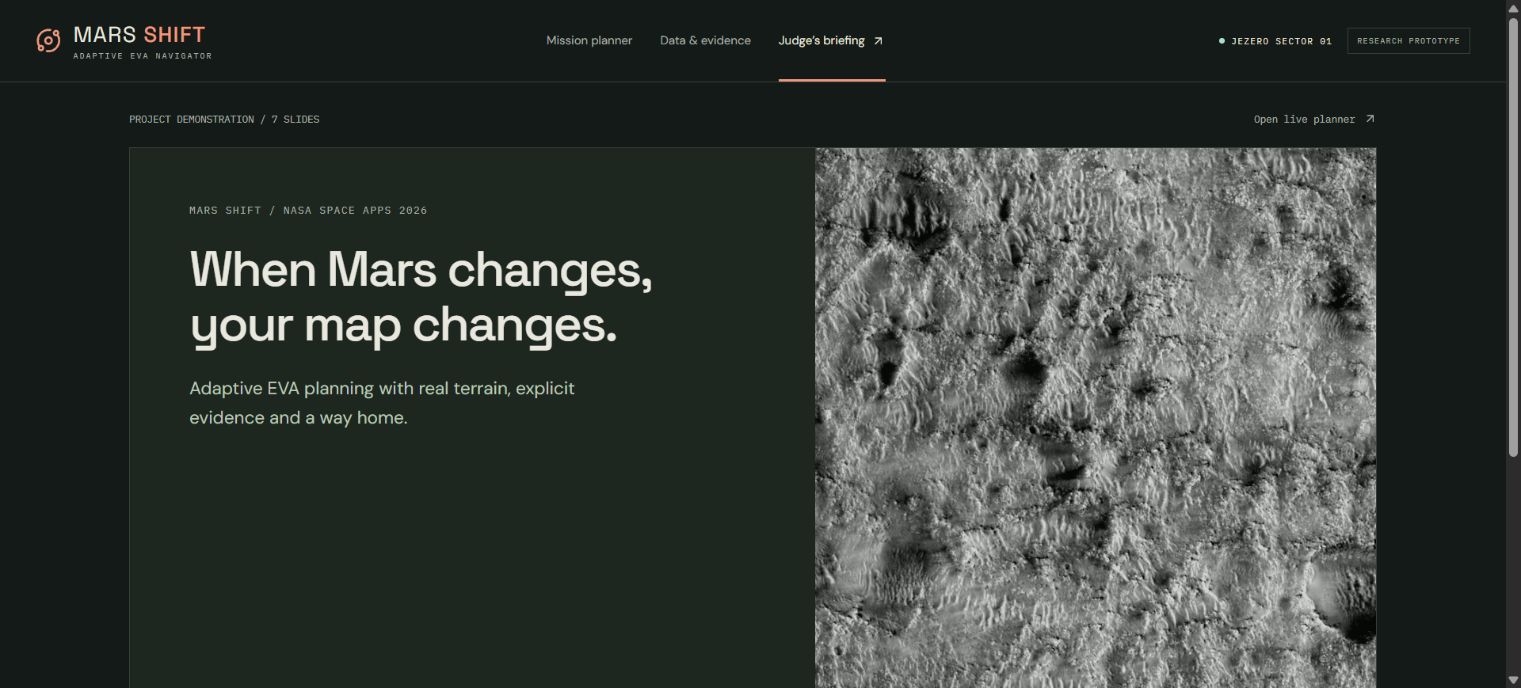 MARS SHIFT
ADAPTIVE EVA NAVIGATOR
Mission planner
Data & evidence
Judge's briefing
JEZERO SECTOR 01
RESEARCH PROTOTYPE
PROJECT DEMONSTRATION / 7 SLIDES
Open live planner
MARS SHIFT / NASA SPACE APPS 2026
When Mars changes,
your map changes.
Adaptive EVA planning with real terrain, explicit
evidence and a way home.